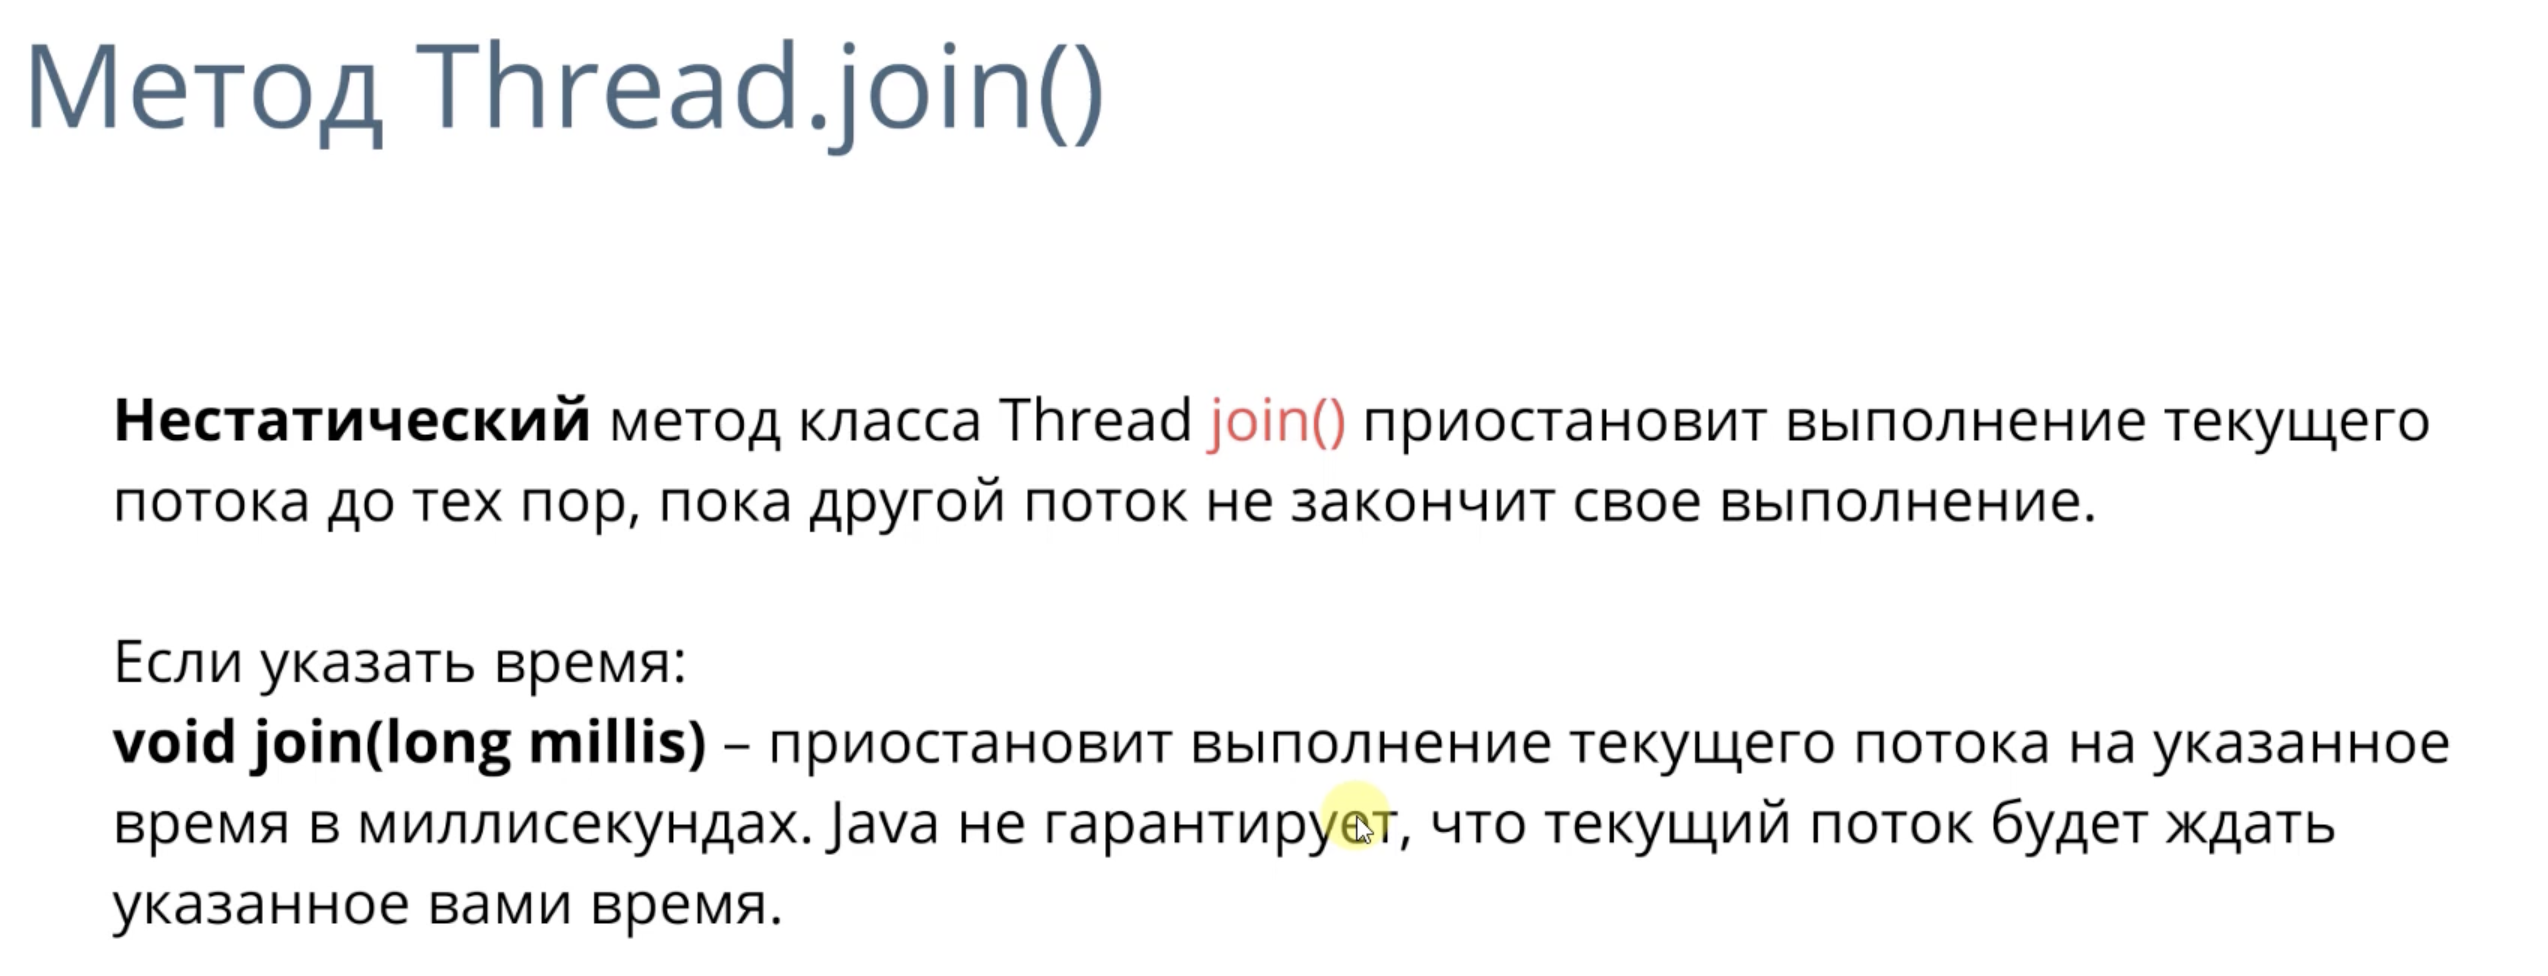 Метод Thread.join()
Нестатический метод класса Thread join() приостановит выполнение текущего
потока до тех пор, пока другой поток не закончит свое выполнение.
Если указать время:
void join(long millis) – приостановит выполнение текущего потока на указанное
время в миллисекундах. Java не гарантирует, что текущий поток будет ждать
указанное вами время.